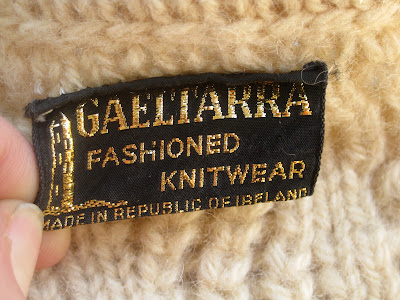 GAELTARRA
FASHIONED
KNITWEAR
MADE IN REPUBLIC OF IRELAND